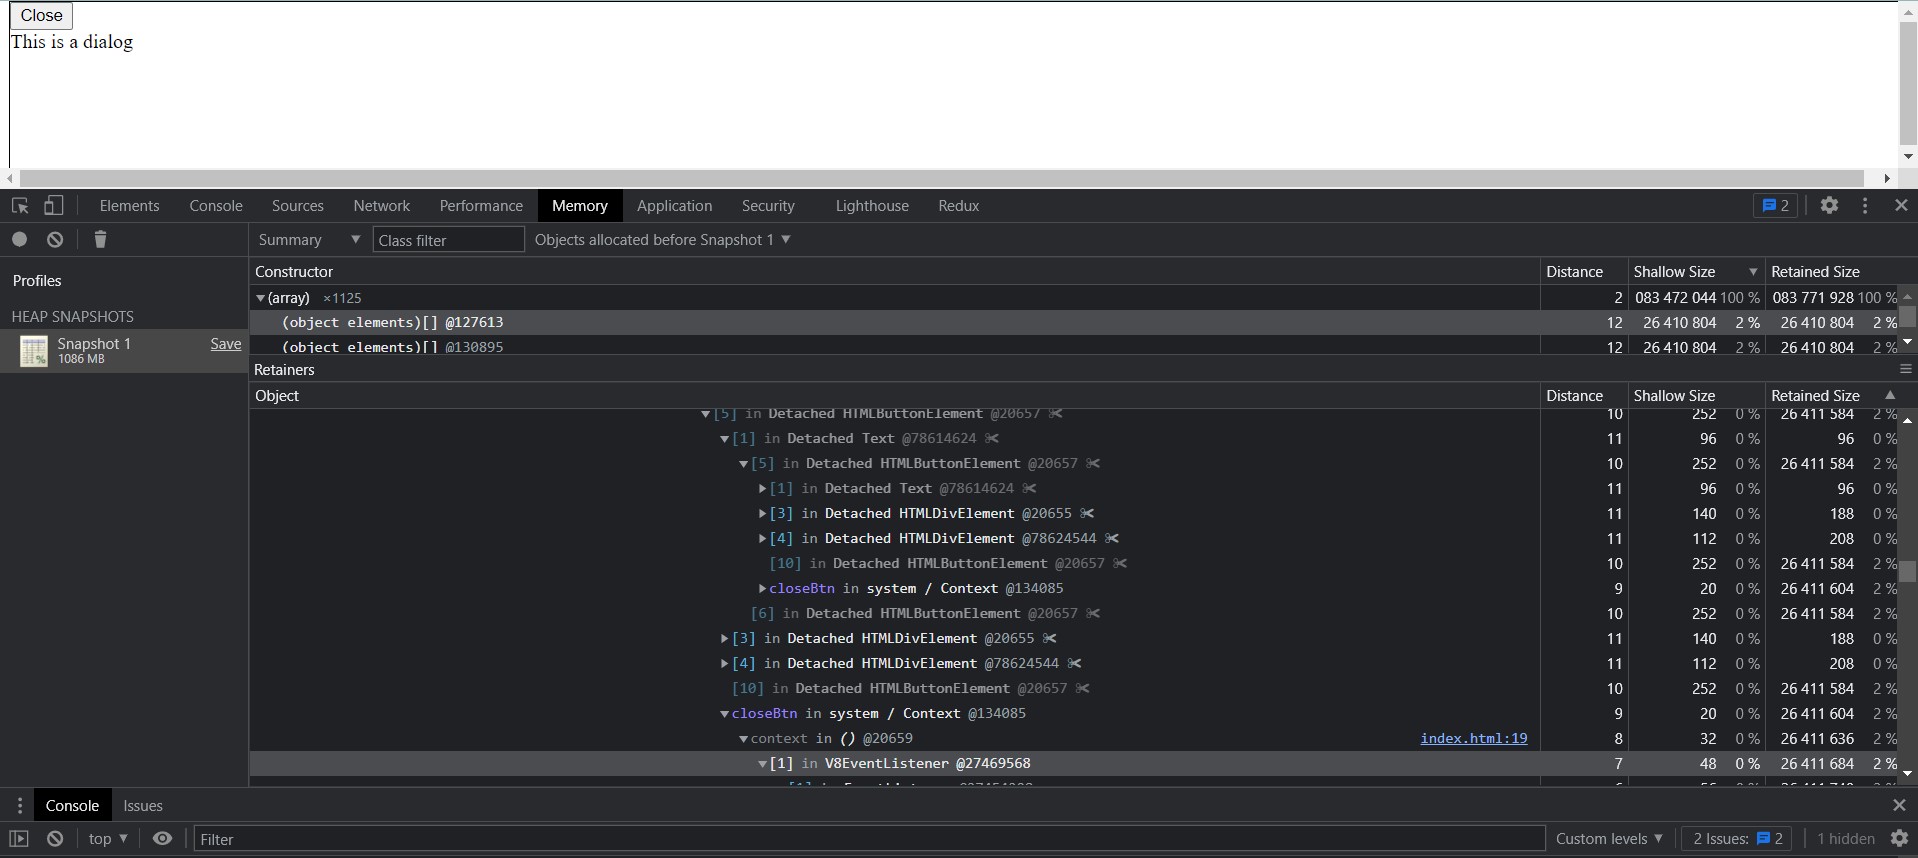 Close
This is a dialog
Elements Console Sources Network Performance Memory Application Security Lighthouse Redux 2
Summary Class filter Objects allocated before Snapshot 1
Profiles
HEAP SNAPSHOTS
Snapshot 1 Save
1086 MB
Constructor Distance Shallow Size Retained Size
(array) ×1125 2 083 472 044 100 % 083 771 928 100 %
(object elements)[] @127613 12 26 410 804 2 % 26 410 804 2 %
(object elements)[] @130895 12 26 410 804 2 % 26 410 804 2 %
Retainers
Object Distance Shallow Size Retained Size
[5] in Detached HTMLButtonElement @20657 10 252 0 % 26 411 584 2 %
[1] in Detached Text @78614624 11 96 0 % 96 0 %
[5] in Detached HTMLButtonElement @20657 10 252 0 % 26 411 584 2 %
[1] in Detached Text @78614624 11 96 0 % 96 0 %
[3] in Detached HTMLDivElement @20655 11 140 0 % 188 0 %
[4] in Detached HTMLDivElement @78624544 11 112 0 % 208 0 %
[10] in Detached HTMLButtonElement @20657 10 252 0 % 26 411 584 2 %
closeBtn in system / Context @134085 9 20 0 % 26 411 604 2 %
[6] in Detached HTMLButtonElement @20657 10 252 0 % 26 411 584 2 %
[3] in Detached HTMLDivElement @20655 11 140 0 % 188 0 %
[4] in Detached HTMLDivElement @78624544 11 112 0 % 208 0 %
[10] in Detached HTMLButtonElement @20657 10 252 0 % 26 411 584 2 %
closeBtn in system / Context @134085 9 20 0 % 26 411 604 2 %
context in () @20659 index.html:19 8 32 0 % 26 411 636 2 %
[1] in V8EventListener @27469568 7 48 0 % 26 411 684 2 %
Console Issues
top Filter Custom levels 2 Issues: 2 1 hidden